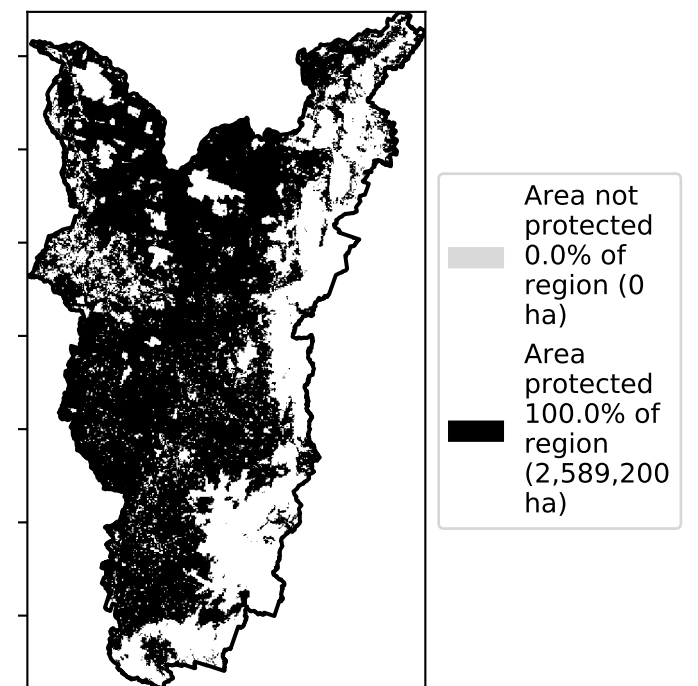 Area not
protected
0.0% of
region (0
ha)
Area
protected
100.0% of
region
(2,589,200
ha)